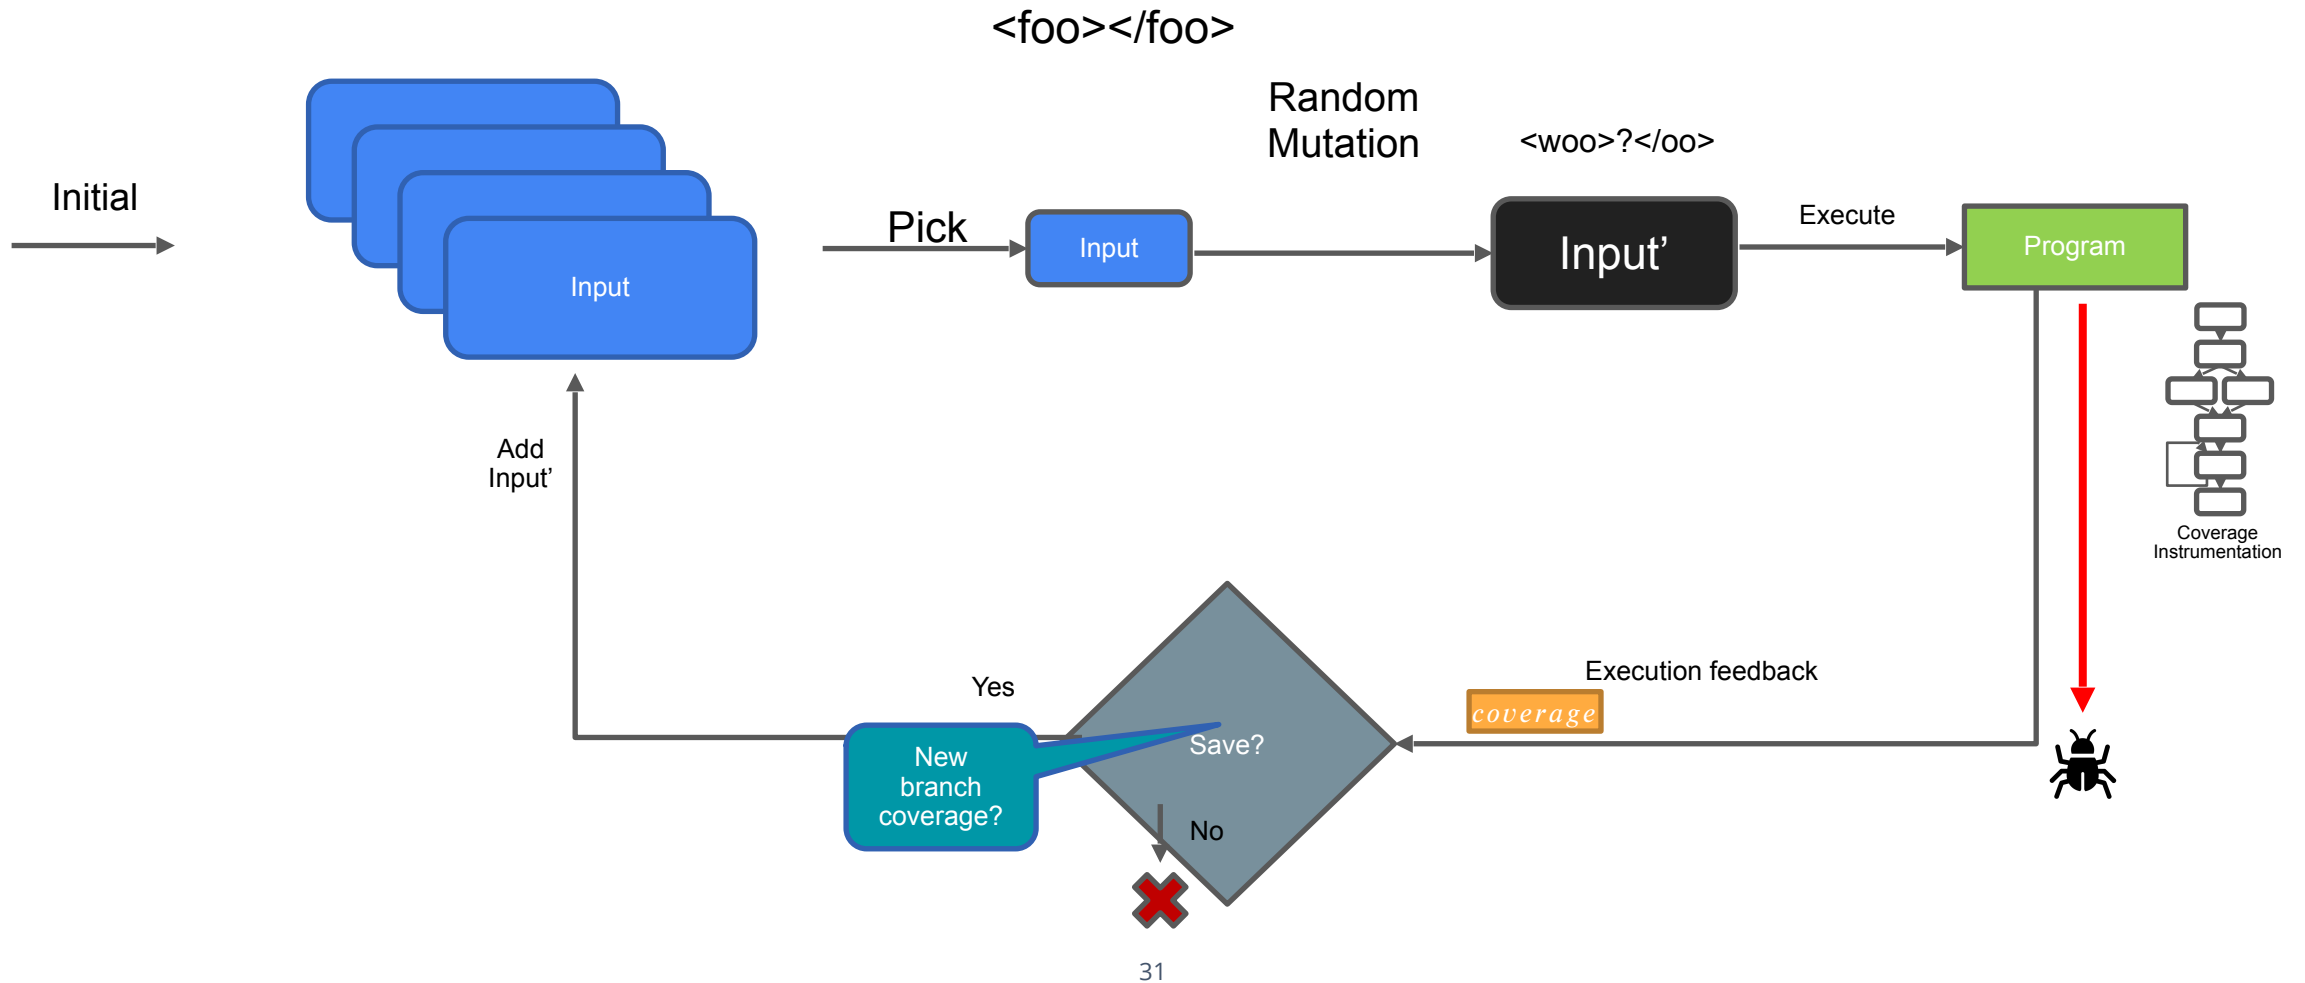 <foo></foo>
Random
Mutation
<woo>?</oo>
Initial
Pick
Input
Input
Input’
Execute
Program
Add
Input’
Coverage
Instrumentation
Execution feedback
coverage
Yes
New
branch
coverage?
Save?
No
31